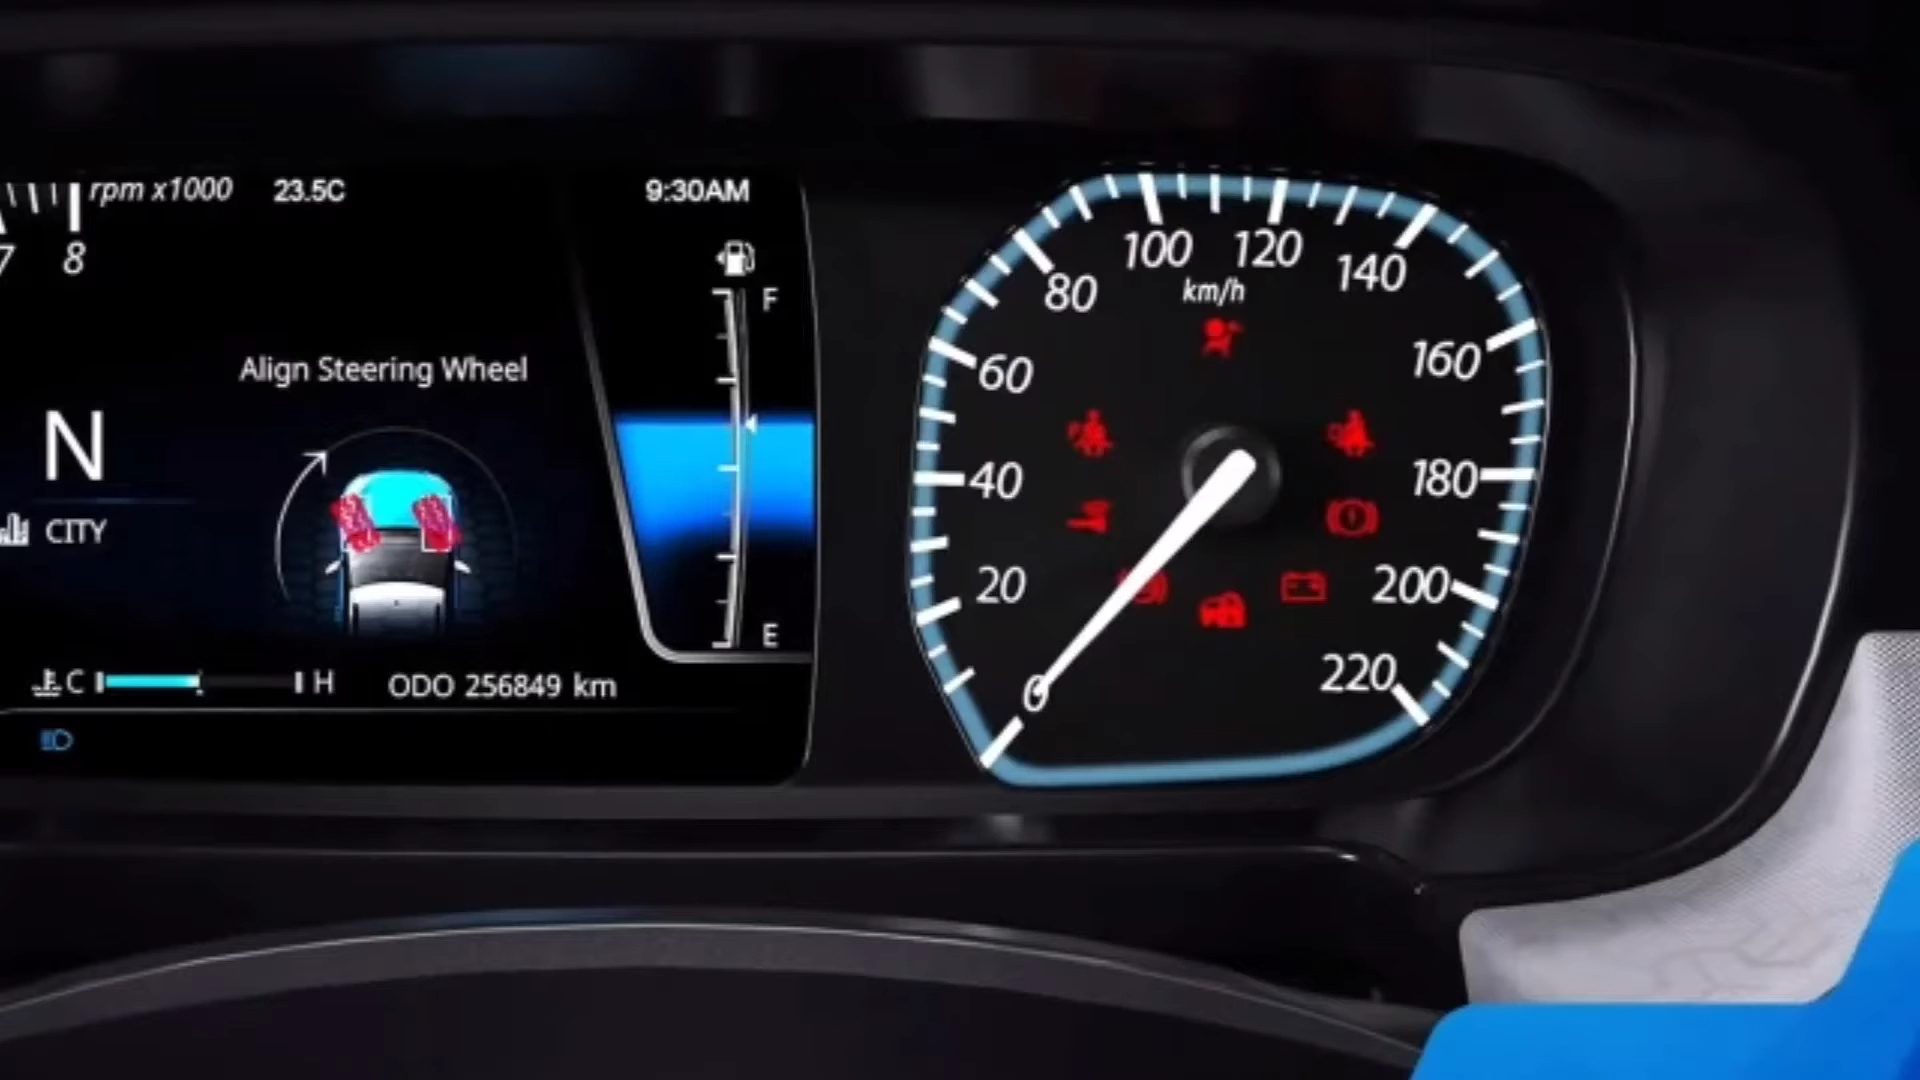 rpm x1000 23.5C 9:30AM
7 8
F
Align Steering Wheel
N
CITY
E
C H ODO 256849 km
0 20 40 60 80 100 120 140 160 180 200 220
km/h